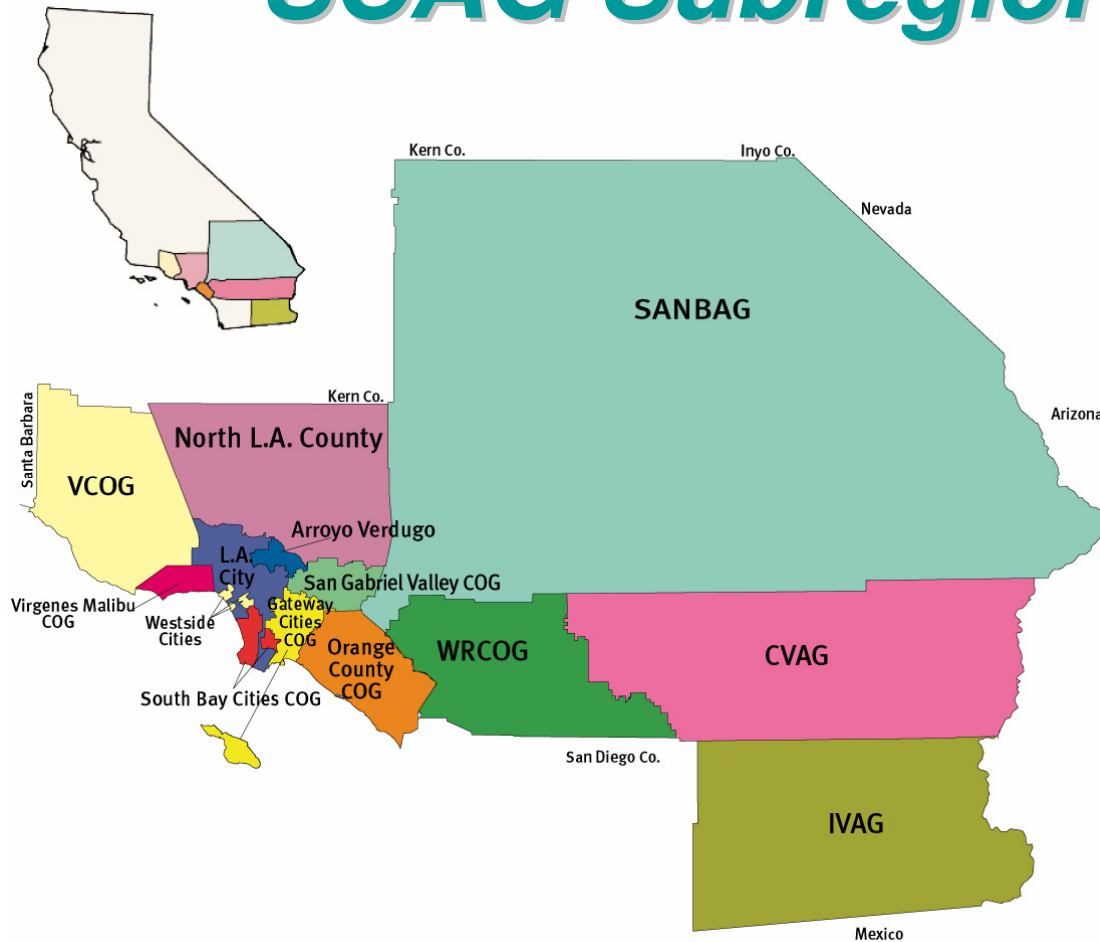 SCAG Subregion
Kern Co.
Inyo Co.
Nevada
SANBAG
Kern Co.
Santa Barbara
Arizona
North L.A. County
VCOG
Arroyo Verdugo
L.A.
City
San Gabriel Valley COG
Virgenes Malibu
COG
Westside
Cities
Gateway
Cities
COG
Orange
County
COG
WRCOG
CVAG
South Bay Cities COG
San Diego Co.
IVAG
Mexico